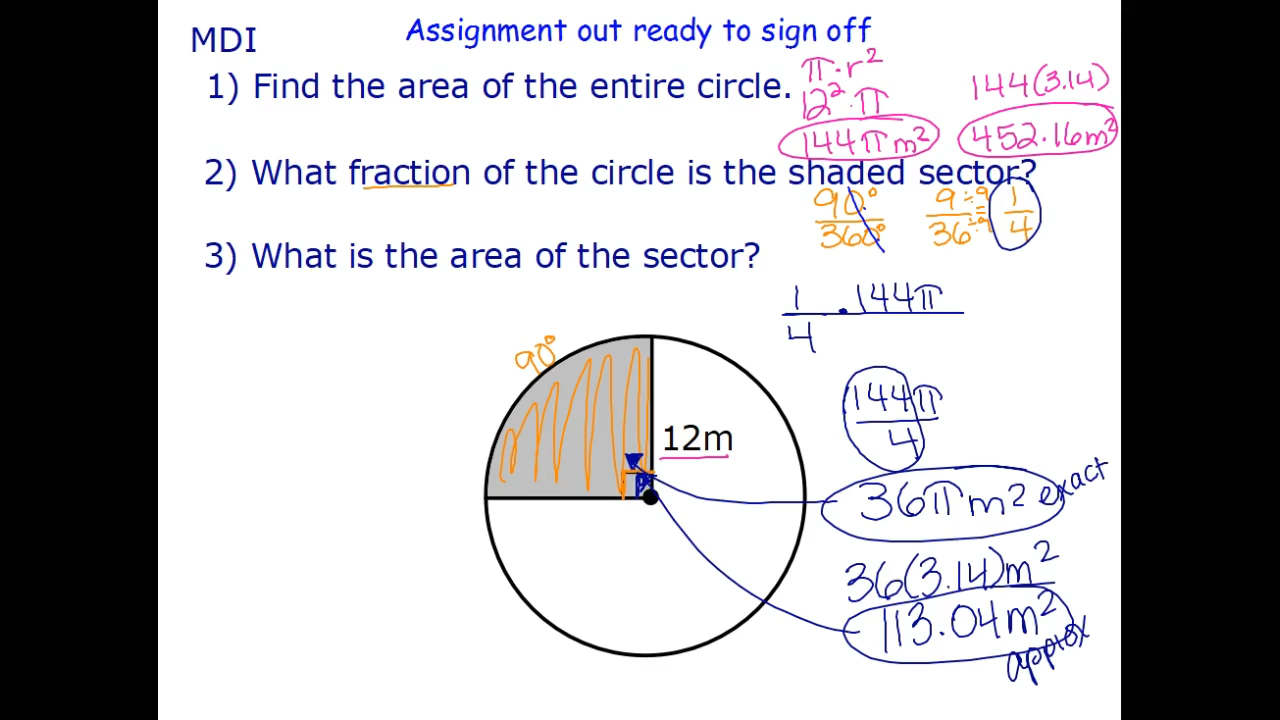 MDI
Assignment out ready to sign off
1) Find the area of the entire circle.
π·r²
12²·π
144πm²
144(3.14)
452.16m²
2) What fraction of the circle is the shaded sector?
90°
360°
9 ÷9 = 1
36 ÷9 4
3) What is the area of the sector?
1 · 144π
4
90°
12m
144π
4
36πm² exact
36(3.14)m²
113.04m²
approx